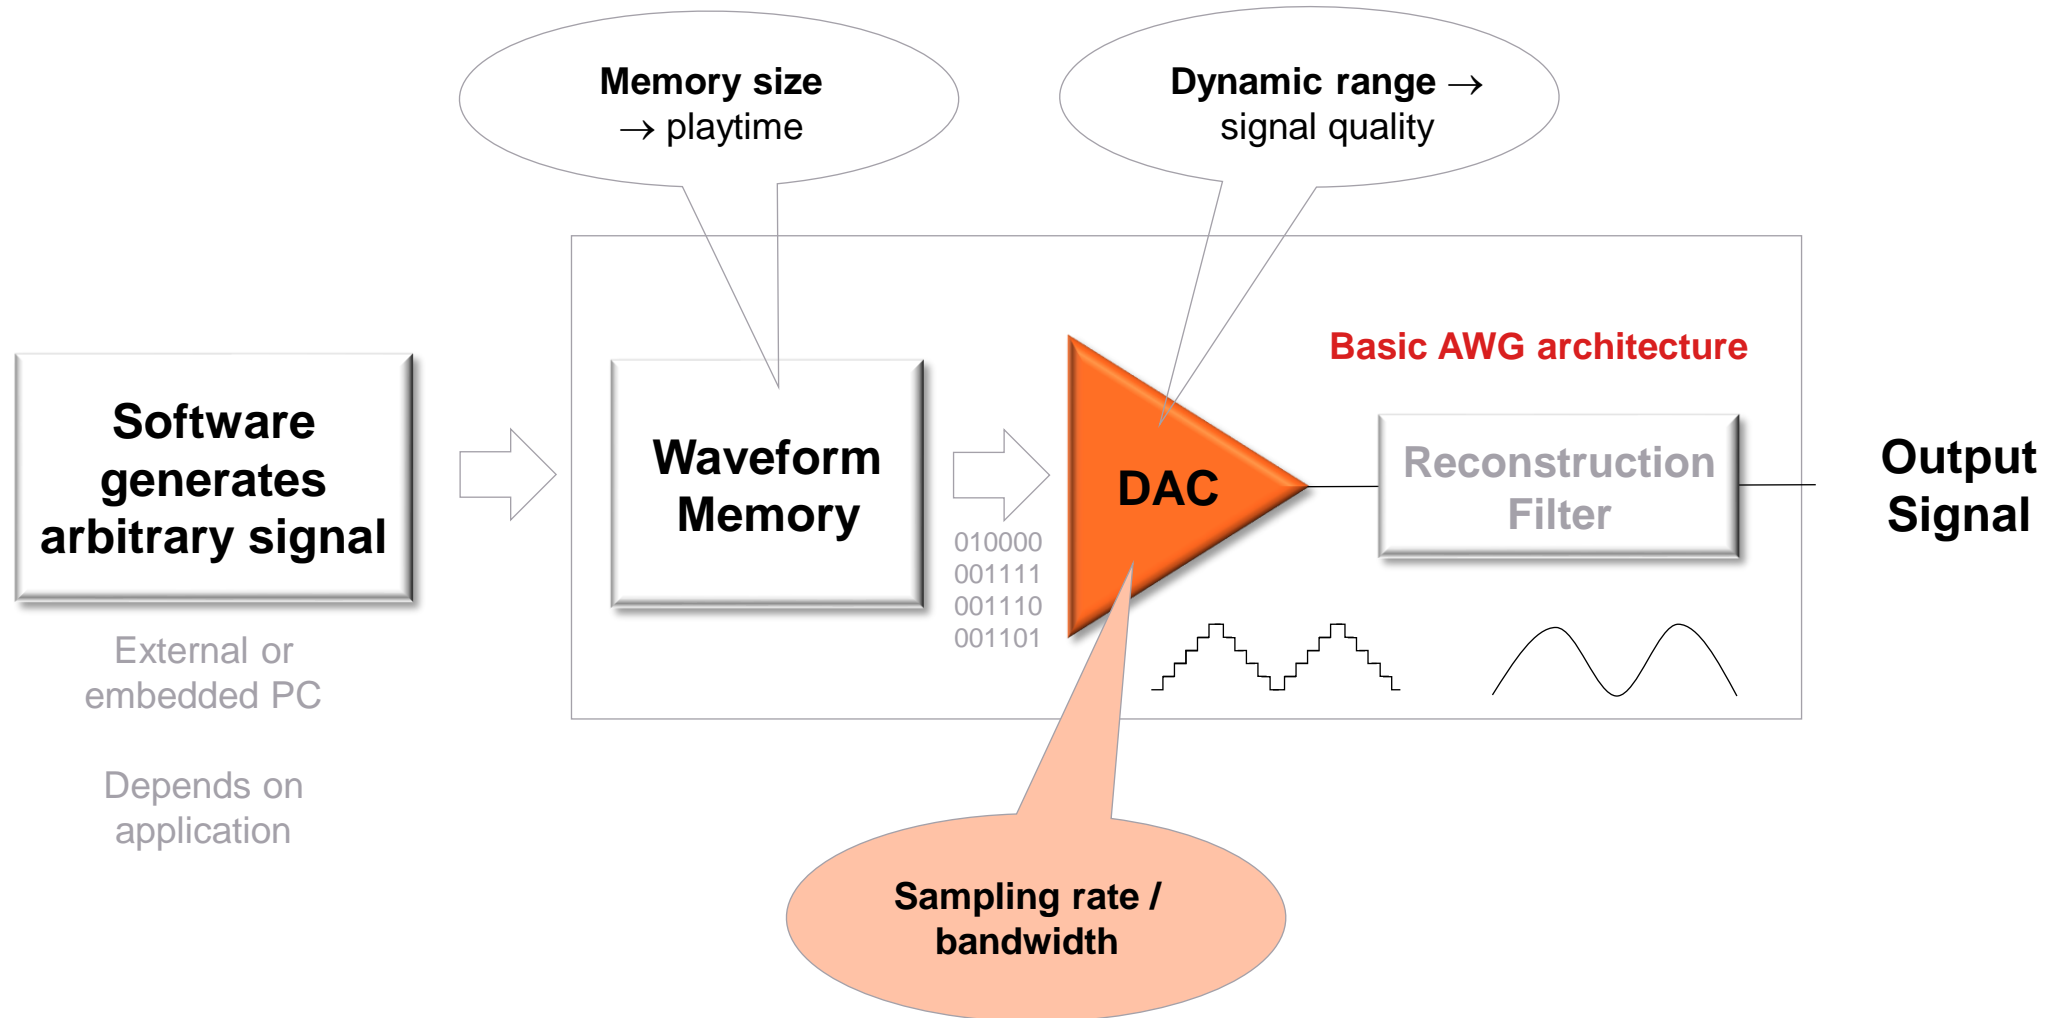 Memory size
→ playtime
Dynamic range →
signal quality
Basic AWG architecture
Software
generates
arbitrary signal
Waveform
Memory
DAC
Reconstruction
Filter
Output
Signal
010000
001111
001110
001101
External or
embedded PC
Depends on
application
Sampling rate /
bandwidth